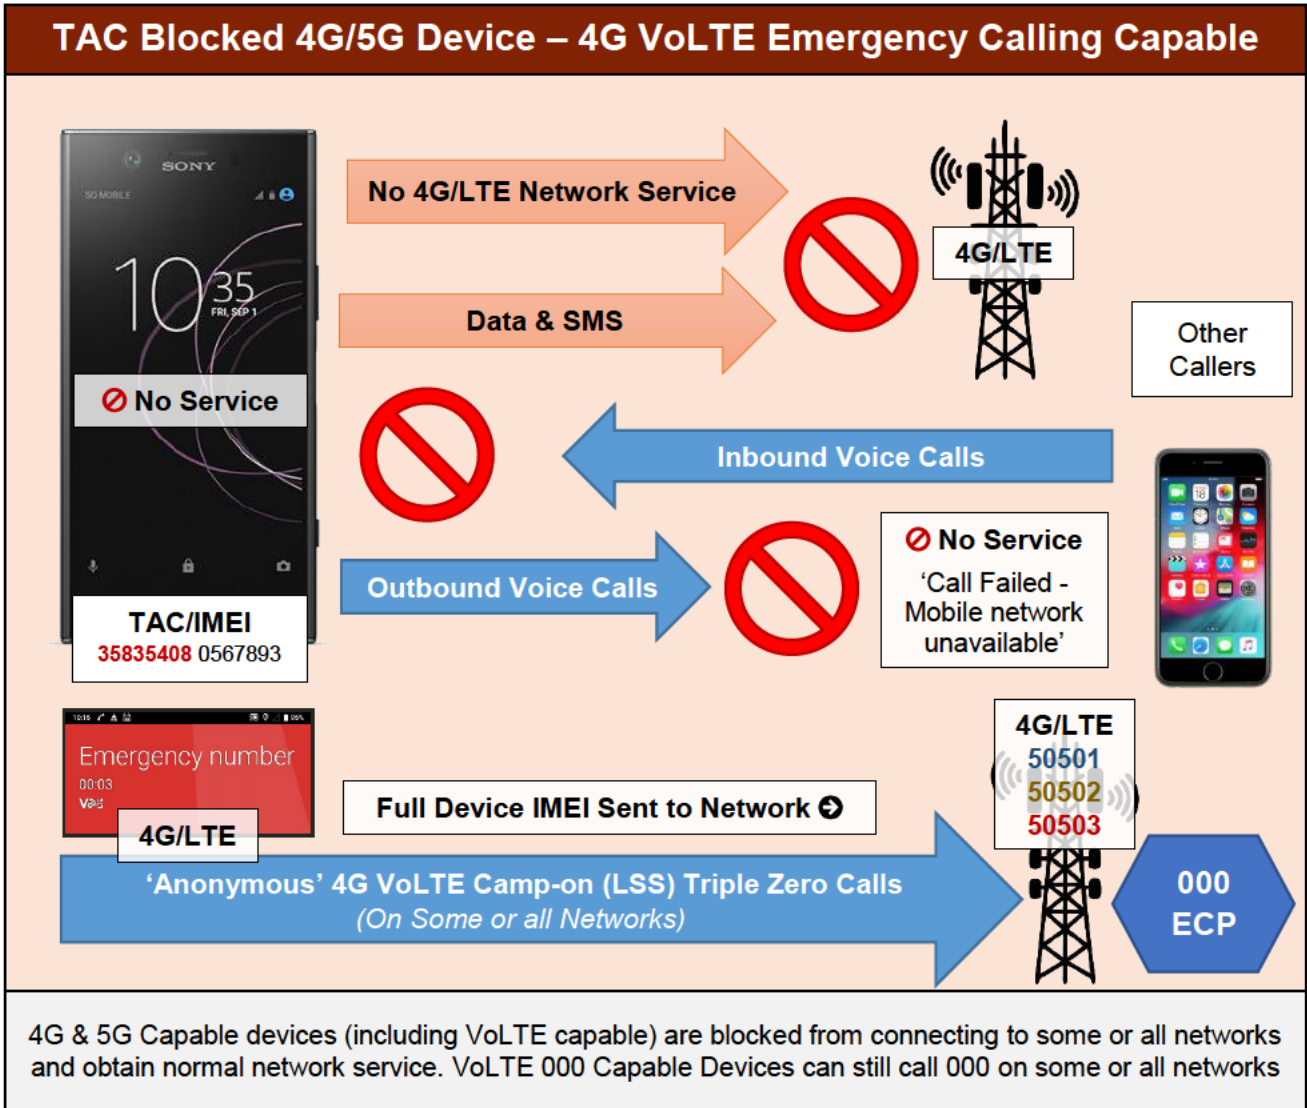 TAC Blocked 4G/5G Device – 4G VoLTE Emergency Calling Capable
SONY
SO MOBILE
10 35
FRI, SEP 1
No Service
TAC/IMEI
35835408 0567893
No 4G/LTE Network Service
Data & SMS
4G/LTE
Other
Callers
Inbound Voice Calls
Outbound Voice Calls
No Service
‘Call Failed -
Mobile network
unavailable’
10:15
95%
Emergency number
00:03
4G/LTE
Full Device IMEI Sent to Network
‘Anonymous’ 4G VoLTE Camp-on (LSS) Triple Zero Calls
(On Some or all Networks)
4G/LTE
50501
50502
50503
000
ECP
4G & 5G Capable devices (including VoLTE capable) are blocked from connecting to some or all networks
and obtain normal network service. VoLTE 000 Capable Devices can still call 000 on some or all networks